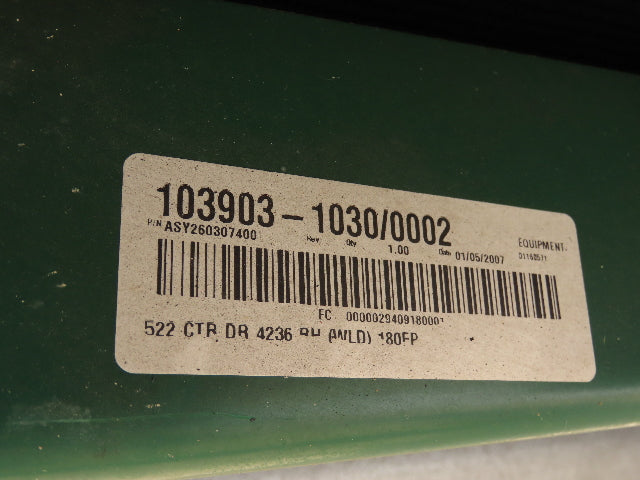 103903-1030/0002
P/N ASY260307400 Rev Qty 1.00 Date 01/05/2007 EQUIPMENT.
FC 0000029409180001
522 CTR DR 4236 RH (WLD) 180FP